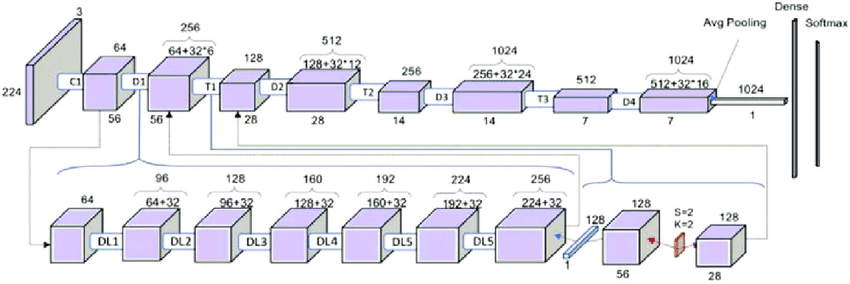 3
224
C1
64
56
D1
256
64+32*6
56
T1
128
28
D2
512
128+32*12
28
T2
256
14
D3
1024
256+32*24
14
T3
512
7
D4
1024
512+32*16
7
Avg Pooling
1024
1
Dense
Softmax
64
DL1
96
64+32
DL2
128
96+32
DL3
160
128+32
DL4
192
160+32
DL5
224
192+32
DL5
256
224+32
128
1
128
56
S=2
K=2
128
28